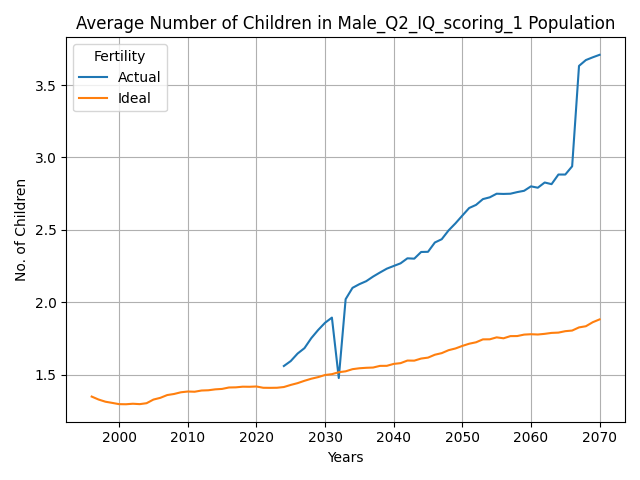 Average Number of Children in Male_Q2_IQ_scoring_1 Population
Fertility
Actual
Ideal
No. of Children
3.5
3.0
2.5
2.0
1.5
2000 2010 2020 2030 2040 2050 2060 2070
Years